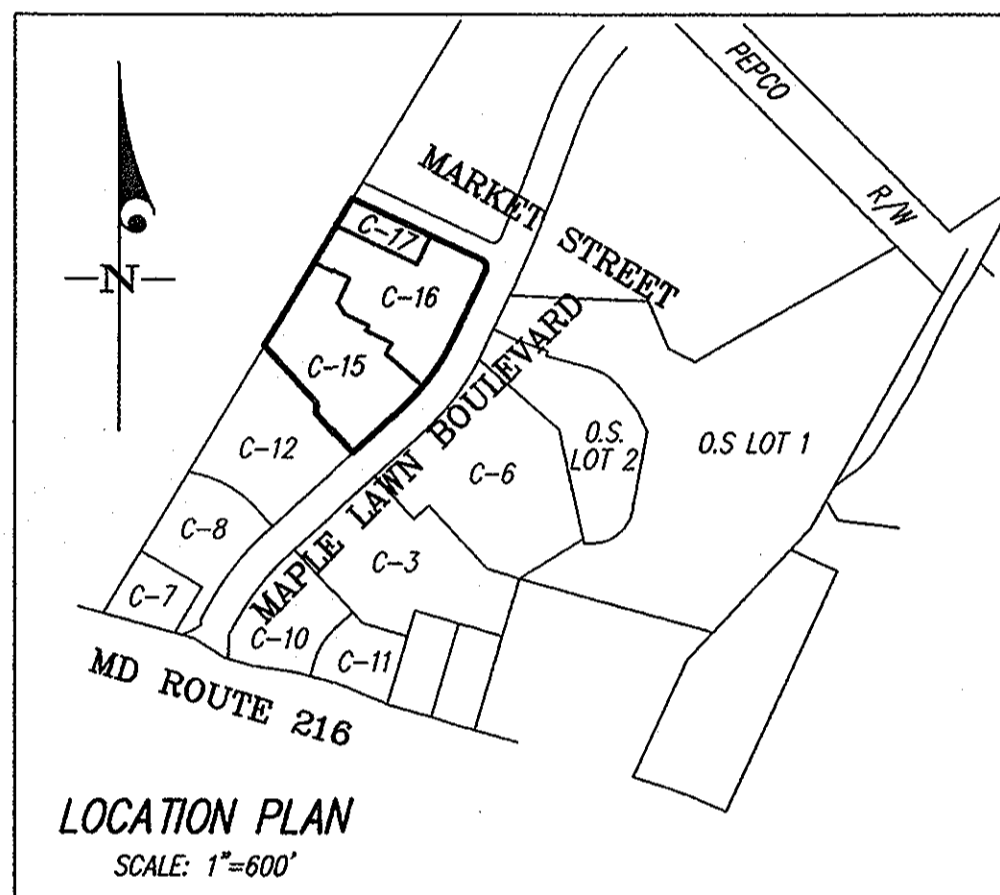 PEPCO
R/W
MARKET
STREET
C-17
C-16
C-15
MAPLE LAWN BOULEVARD
O.S.
LOT 2
O.S LOT 1
C-12
C-6
C-8
C-3
C-7
C-10
C-11
MD ROUTE 216
N
LOCATION PLAN
SCALE: 1"=600'